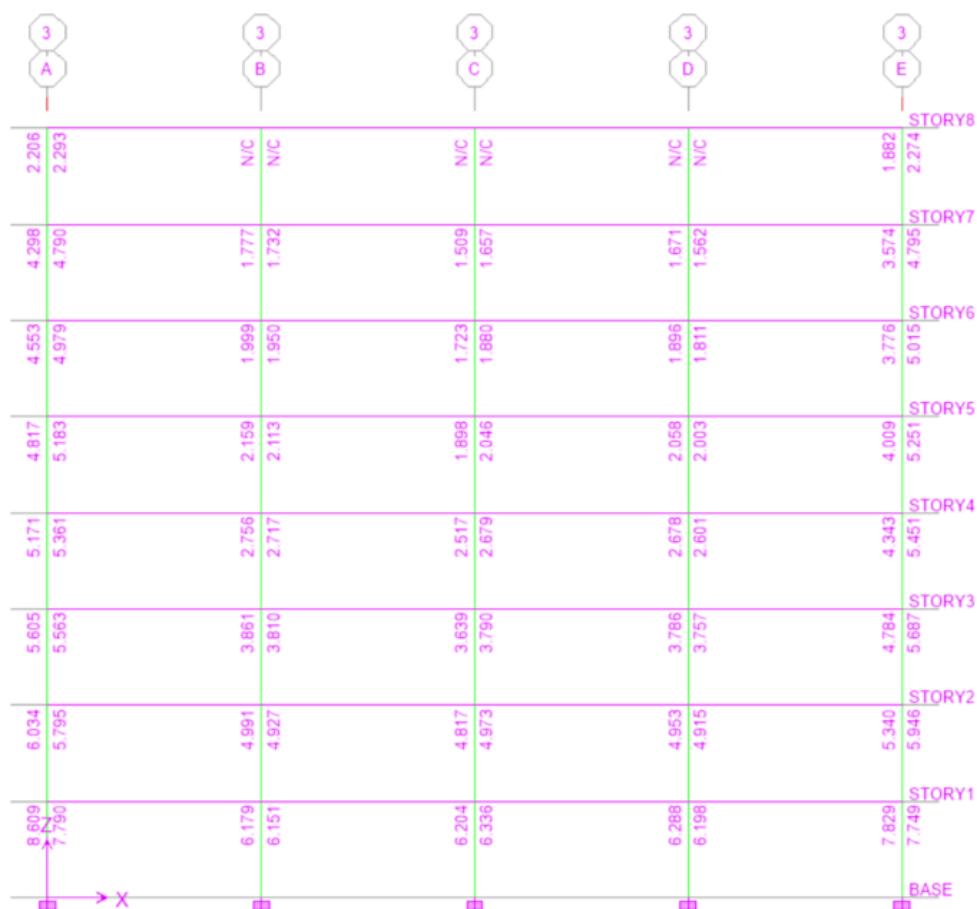 3 3 3 3 3
A B C D E
STORY8
2.206 2.293 N/C N/C N/C N/C N/C N/C 1.882 2.274
STORY7
4.298 4.790 1.777 1.732 1.509 1.657 1.671 1.562 3.574 4.795
STORY6
4.553 4.979 1.999 1.950 1.723 1.880 1.896 1.811 3.776 5.015
STORY5
4.817 5.183 2.159 2.113 1.898 2.046 2.058 2.003 4.009 5.251
STORY4
5.171 5.361 2.756 2.717 2.517 2.679 2.678 2.601 4.343 5.451
STORY3
5.605 5.563 3.861 3.810 3.639 3.790 3.786 3.757 4.784 5.687
STORY2
6.034 5.795 4.991 4.927 4.817 4.973 4.953 4.915 5.340 5.946
STORY1
8.609 7.790 6.179 6.151 6.204 6.336 6.288 6.198 7.829 7.749
Z
BASE
X